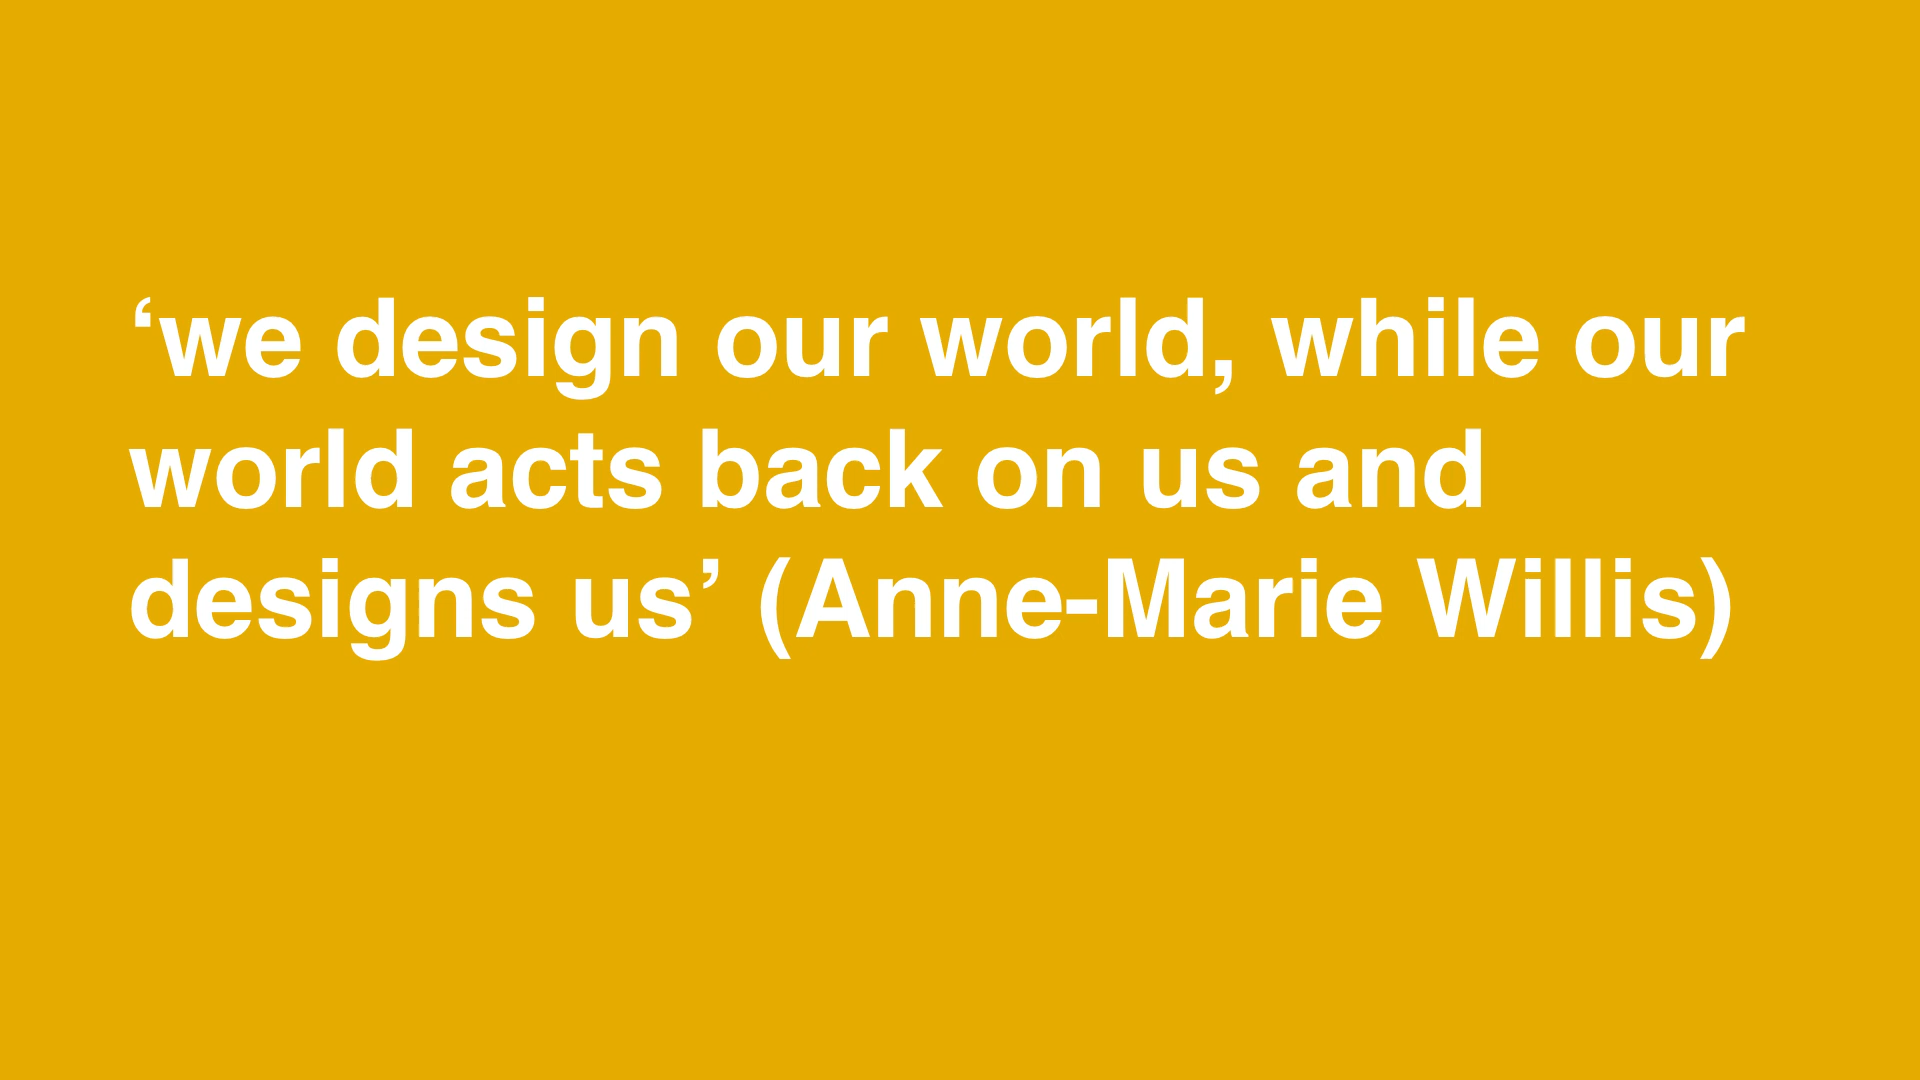 ‘we design our world, while our
world acts back on us and
designs us’ (Anne-Marie Willis)